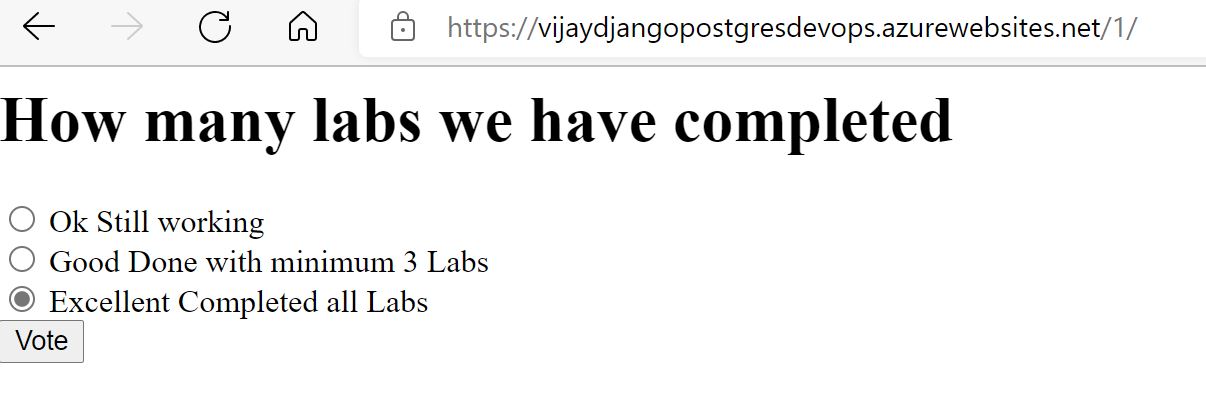 https://vijaydjangopostgresdevops.azurewebsites.net/1/
How many labs we have completed
Ok Still working
Good Done with minimum 3 Labs
Excellent Completed all Labs
Vote